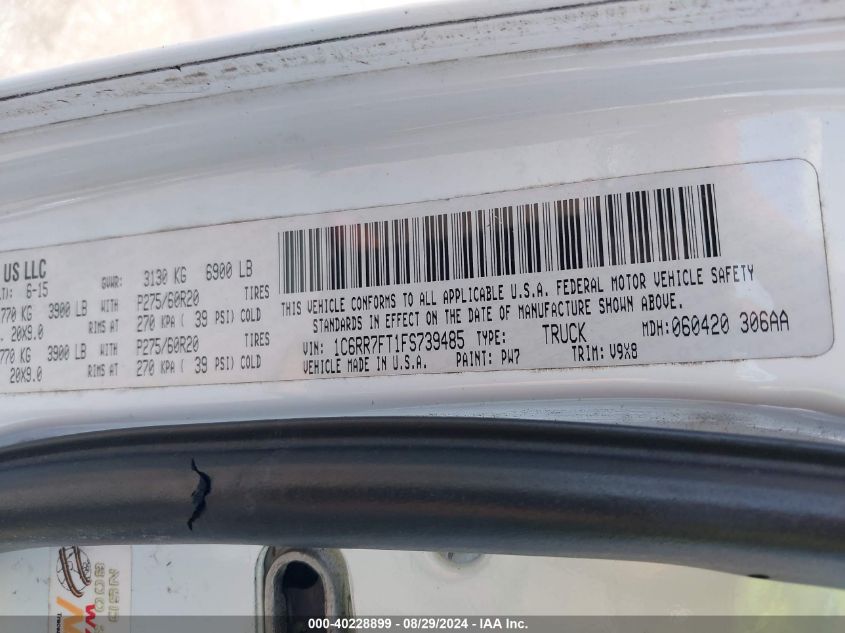 US LLC
GVWR: 3130 KG 6900 LB
LT): 6-15
770 KG 3900 LB WITH P275/60R20 TIRES
20X9.0 RIMS AT 270 KPA ( 39 PSI) COLD
770 KG 3900 LB WITH P275/60R20 TIRES
20X9.0 RIMS AT 270 KPA ( 39 PSI) COLD
THIS VEHICLE CONFORMS TO ALL APPLICABLE U.S.A. FEDERAL MOTOR VEHICLE SAFETY
STANDARDS IN EFFECT ON THE DATE OF MANUFACTURE SHOWN ABOVE.
VIN: 1C6RR7FT1FS739485 TYPE: TRUCK MDH:060420 306AA
VEHICLE MADE IN U.S.A. PAINT: PW7 TRIM: V9X8
000-40228899 - 08/29/2024 - IAA Inc.